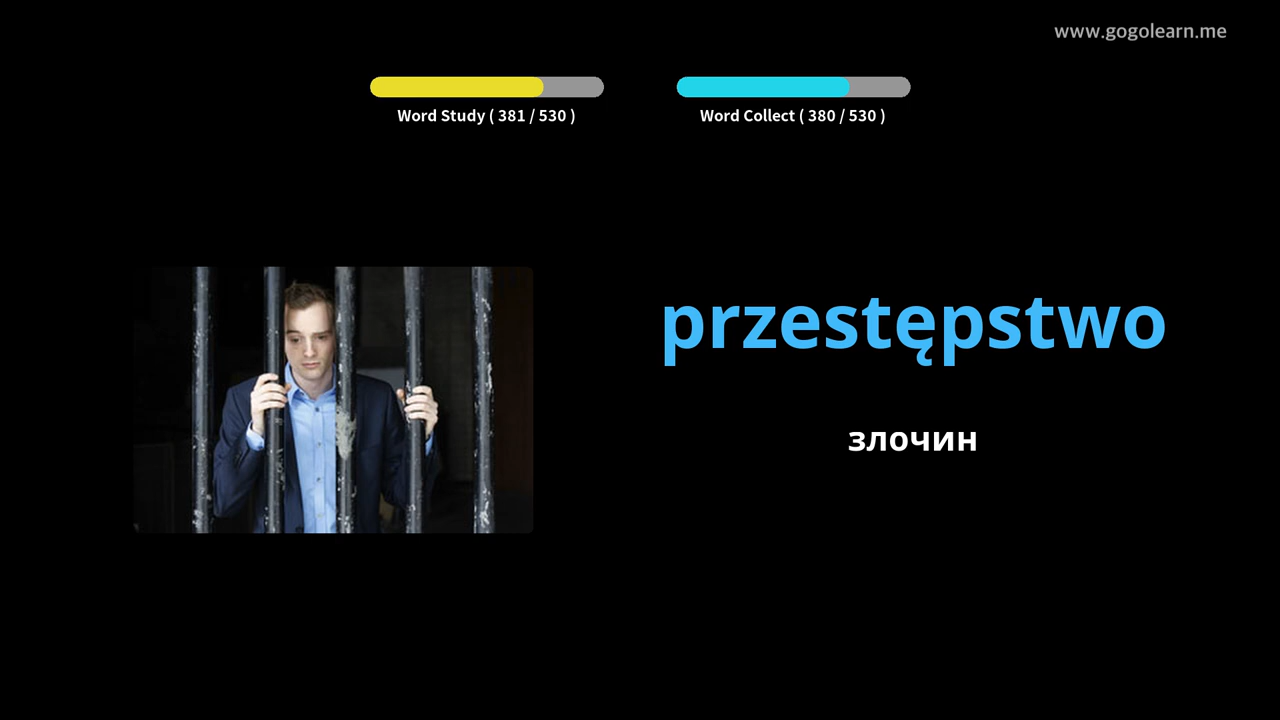 www.gogolearn.me
Word Study ( 381 / 530 )
Word Collect ( 380 / 530 )
przestępstwo
злочин